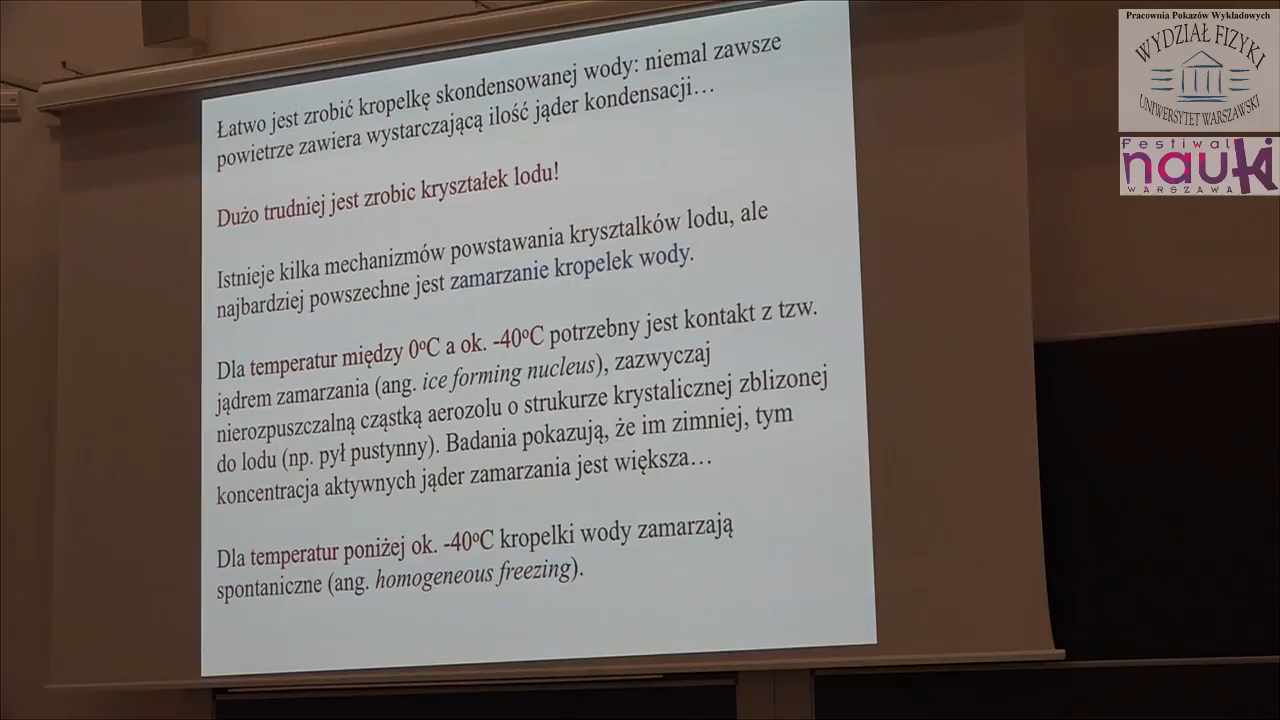 Łatwo jest zrobić kropelkę skondensowanej wody: niemal zawsze
powietrze zawiera wystarczającą ilość jąder kondensacji…
Dużo trudniej jest zrobic kryształek lodu!
Istnieje kilka mechanizmów powstawania krysztalków lodu, ale
najbardziej powszechne jest zamarzanie kropelek wody.
Dla temperatur między 0ºC a ok. -40ºC potrzebny jest kontakt z tzw.
jądrem zamarzania (ang. ice forming nucleus), zazwyczaj
nierozpuszczalną cząstką aerozolu o strukurze krystalicznej zblizonej
do lodu (np. pył pustynny). Badania pokazują, że im zimniej, tym
koncentracja aktywnych jąder zamarzania jest większa…
Dla temperatur poniżej ok. -40ºC kropelki wody zamarzają
spontaniczne (ang. homogeneous freezing).
Pracownia Pokazów Wykładowych
WYDZIAŁ FIZYKI
UNIWERSYTET WARSZAWSKI
Festiwal
nauki
WARSZAWA